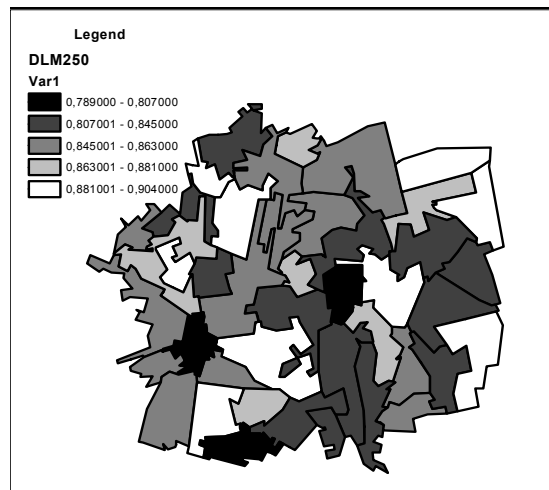 Legend
DLM250
Var1
0,789000 - 0,807000
0,807001 - 0,845000
0,845001 - 0,863000
0,863001 - 0,881000
0,881001 - 0,904000